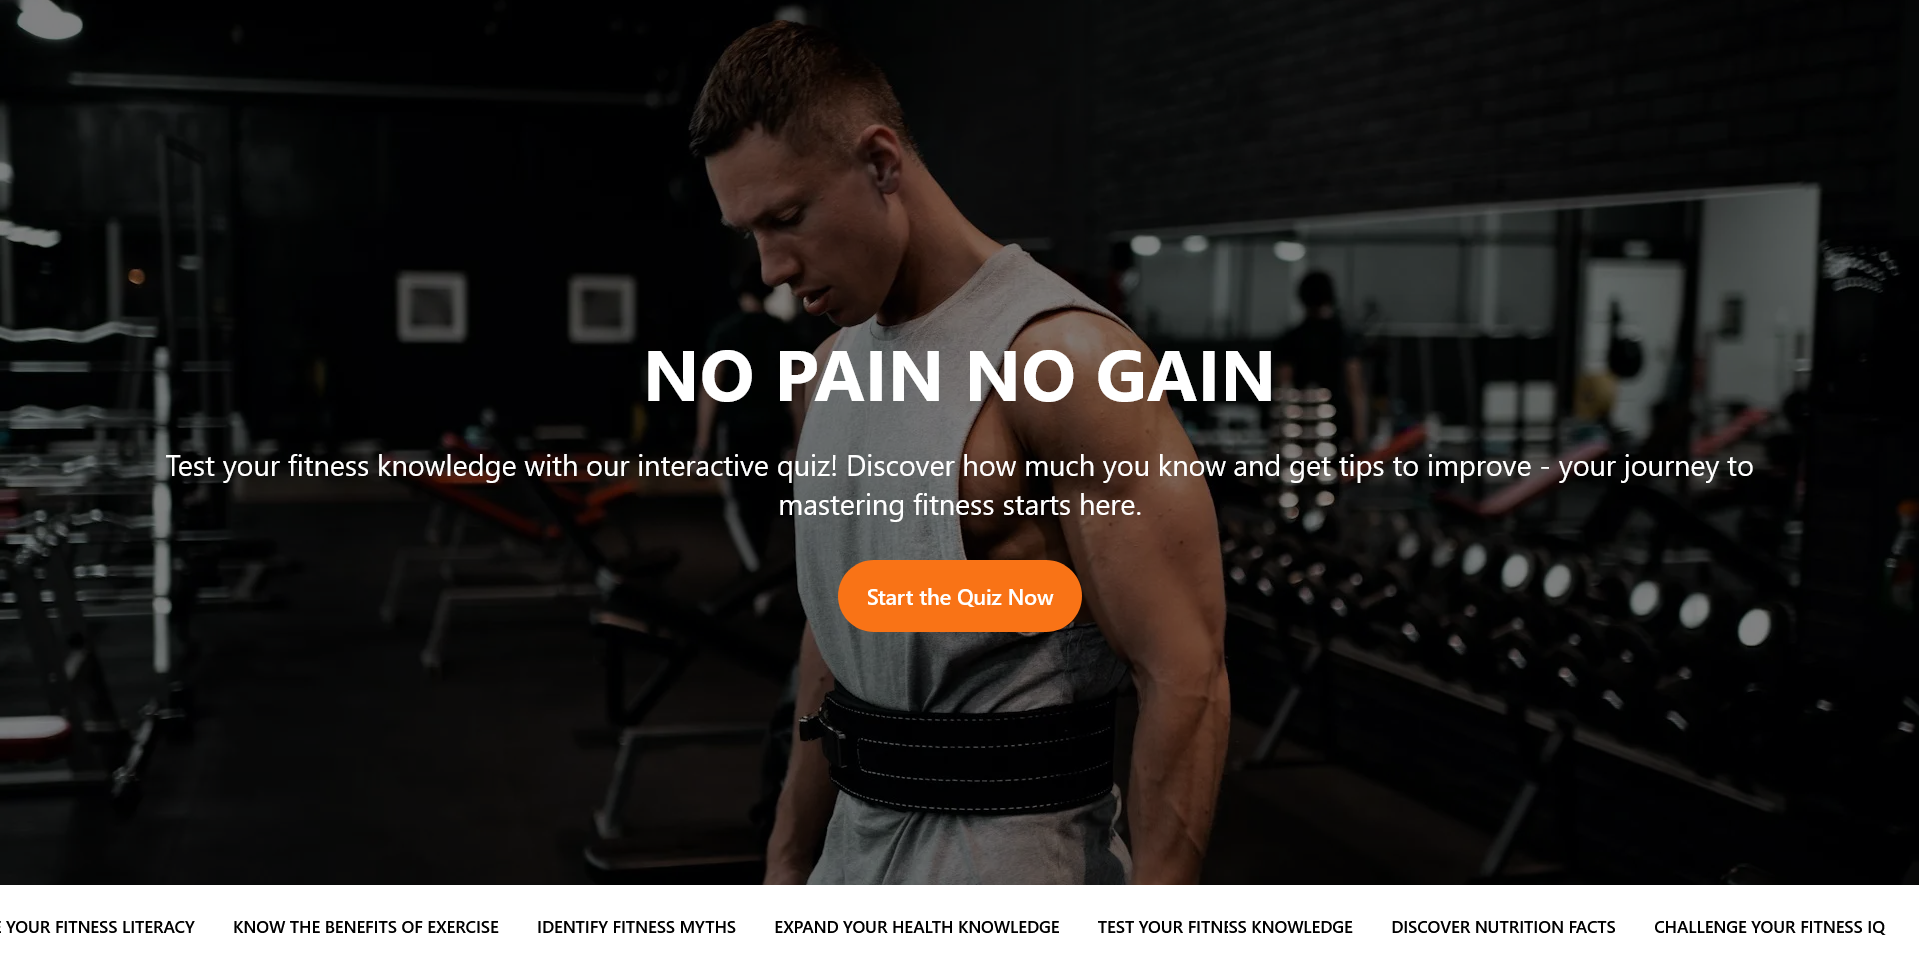 NO PAIN NO GAIN
Test your fitness knowledge with our interactive quiz! Discover how much you know and get tips to improve - your journey to
mastering fitness starts here.
Start the Quiz Now
YOUR FITNESS LITERACY KNOW THE BENEFITS OF EXERCISE IDENTIFY FITNESS MYTHS EXPAND YOUR HEALTH KNOWLEDGE TEST YOUR FITNESS KNOWLEDGE DISCOVER NUTRITION FACTS CHALLENGE YOUR FITNESS IQ